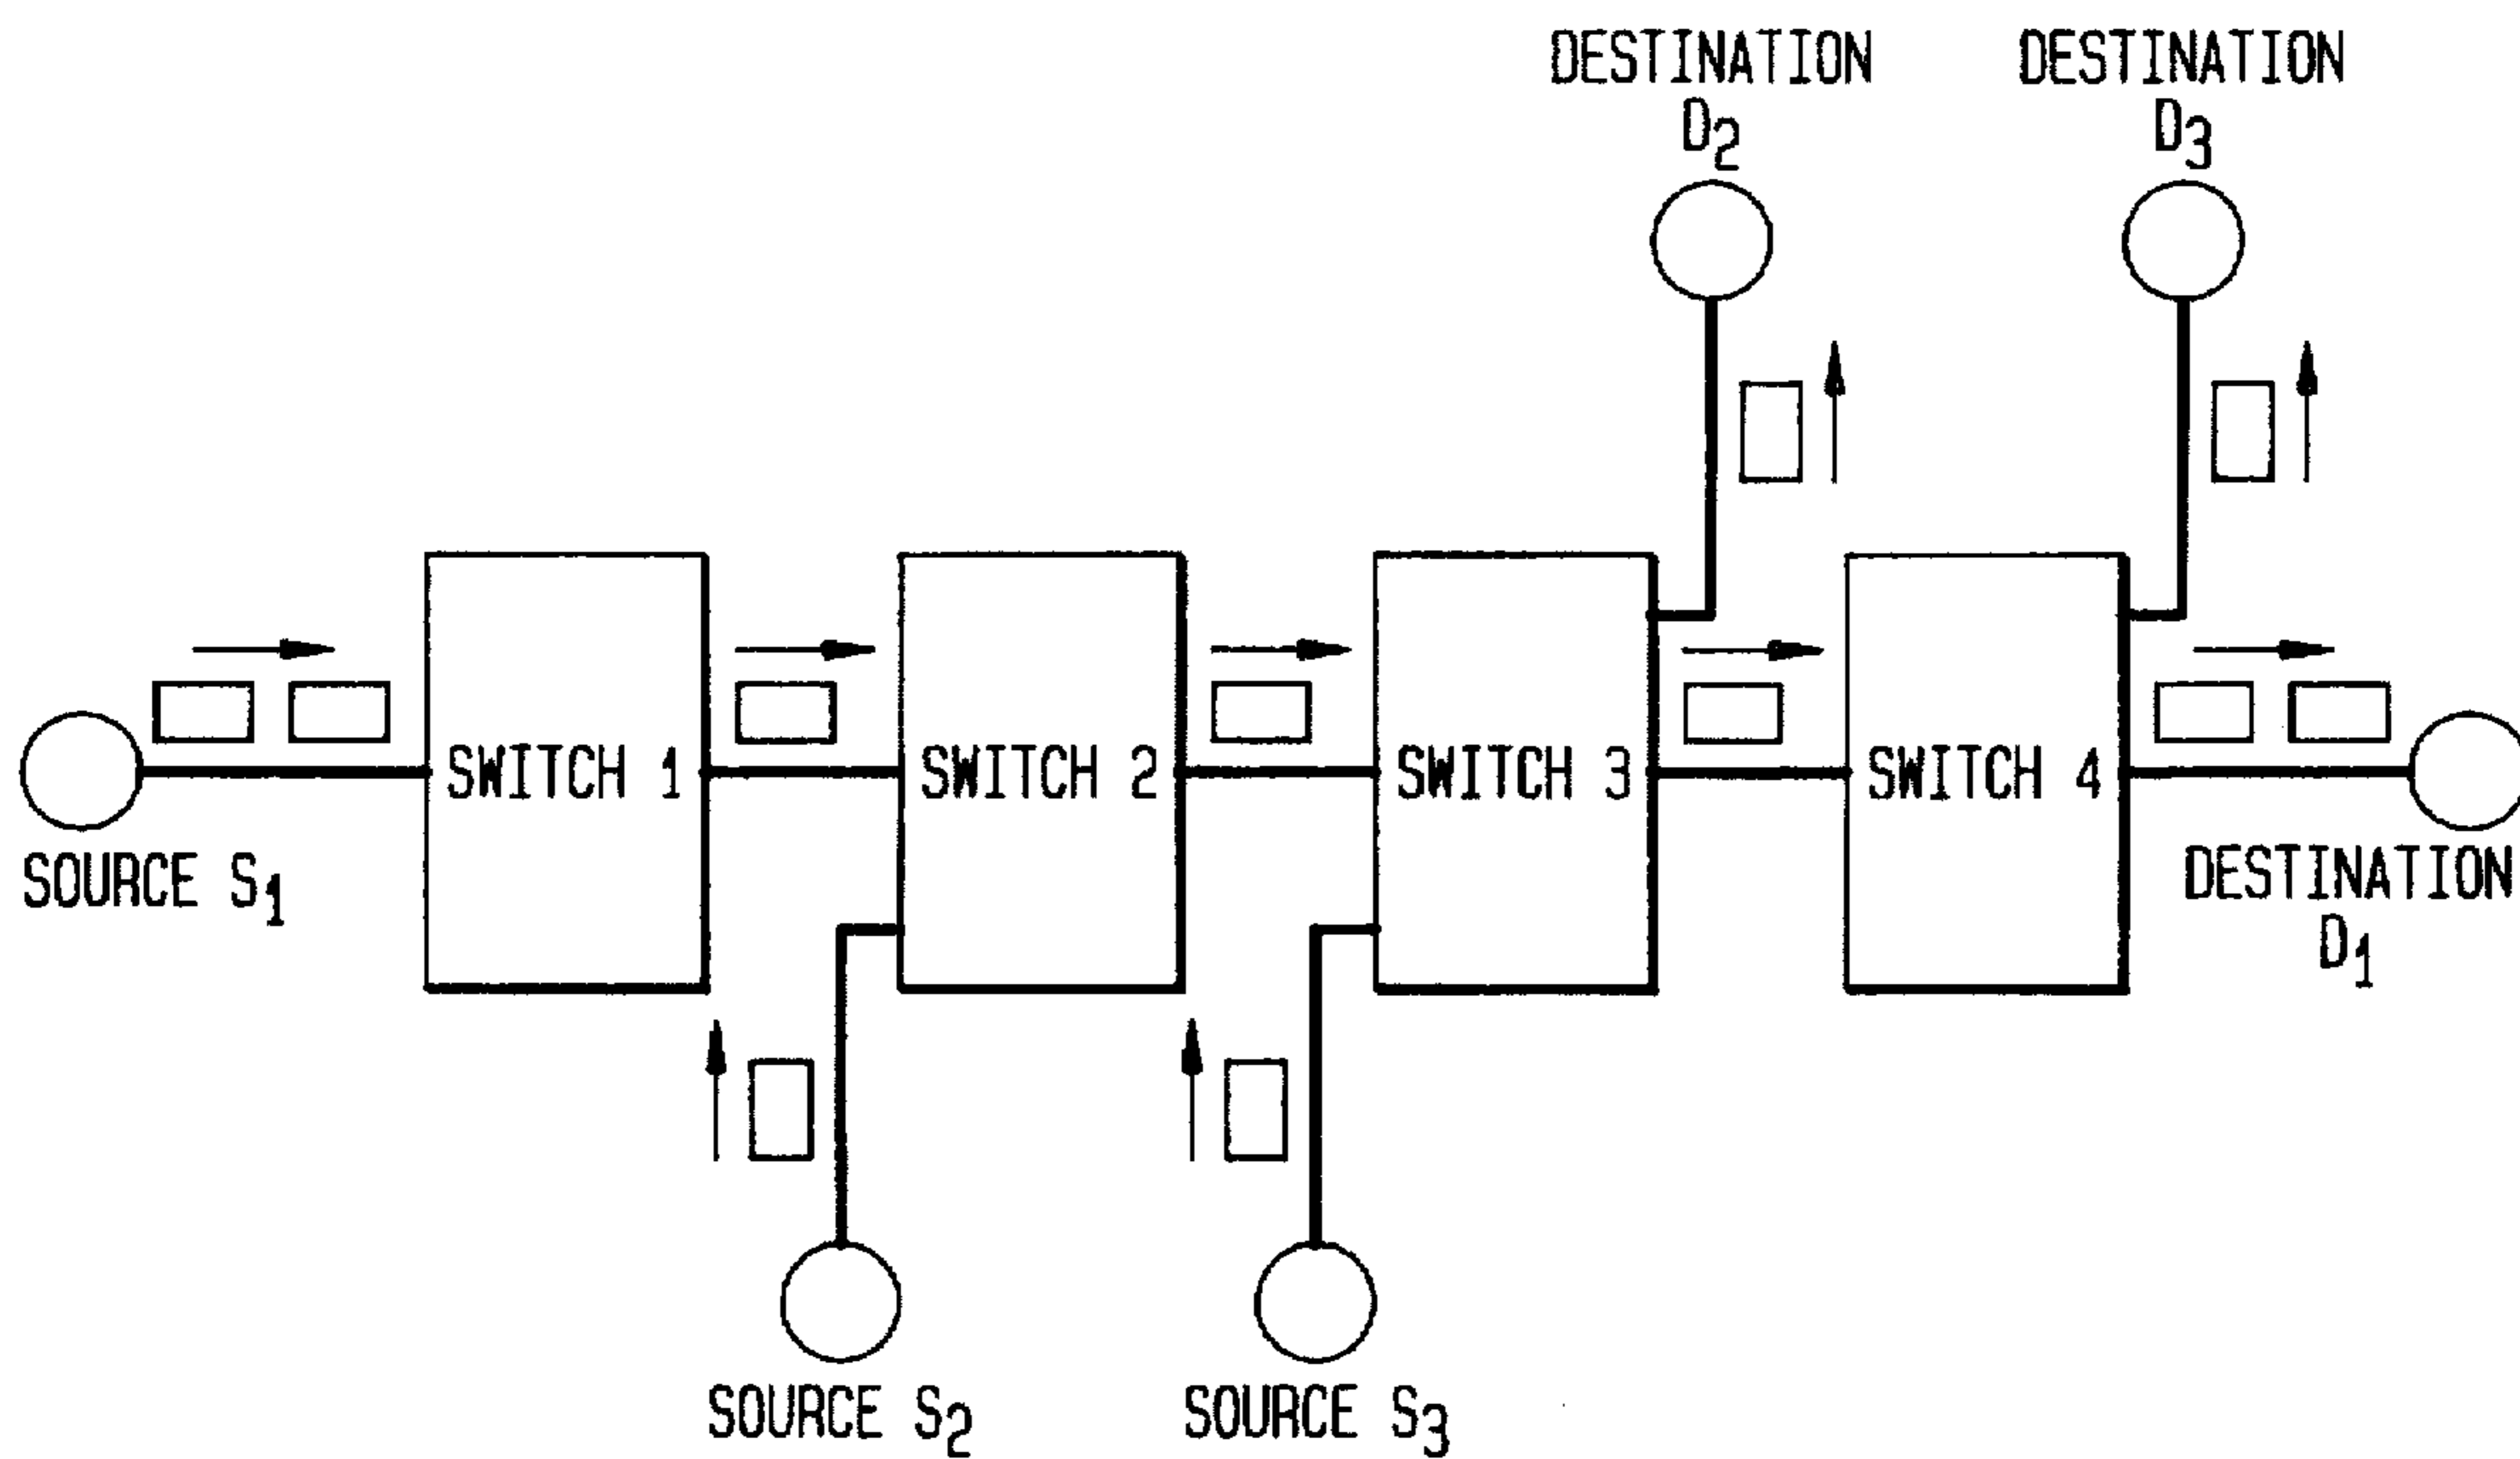 DESTINATION
D2
DESTINATION
D3
SWITCH 1
SWITCH 2
SWITCH 3
SWITCH 4
SOURCE S1
DESTINATION
D1
SOURCE S2
SOURCE S3